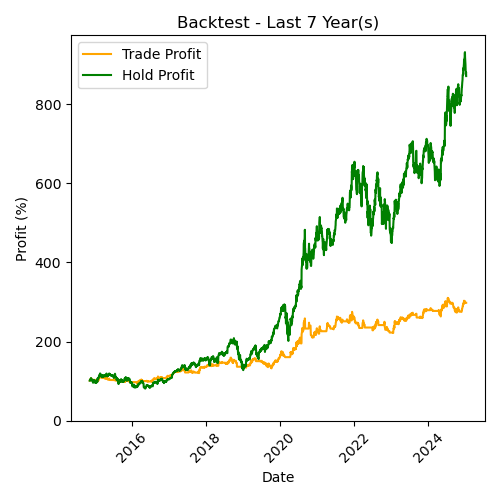 Backtest - Last 7 Year(s)
Trade Profit
Hold Profit
Profit (%)
800
600
400
200
0
2016
2018
2020
2022
2024
Date